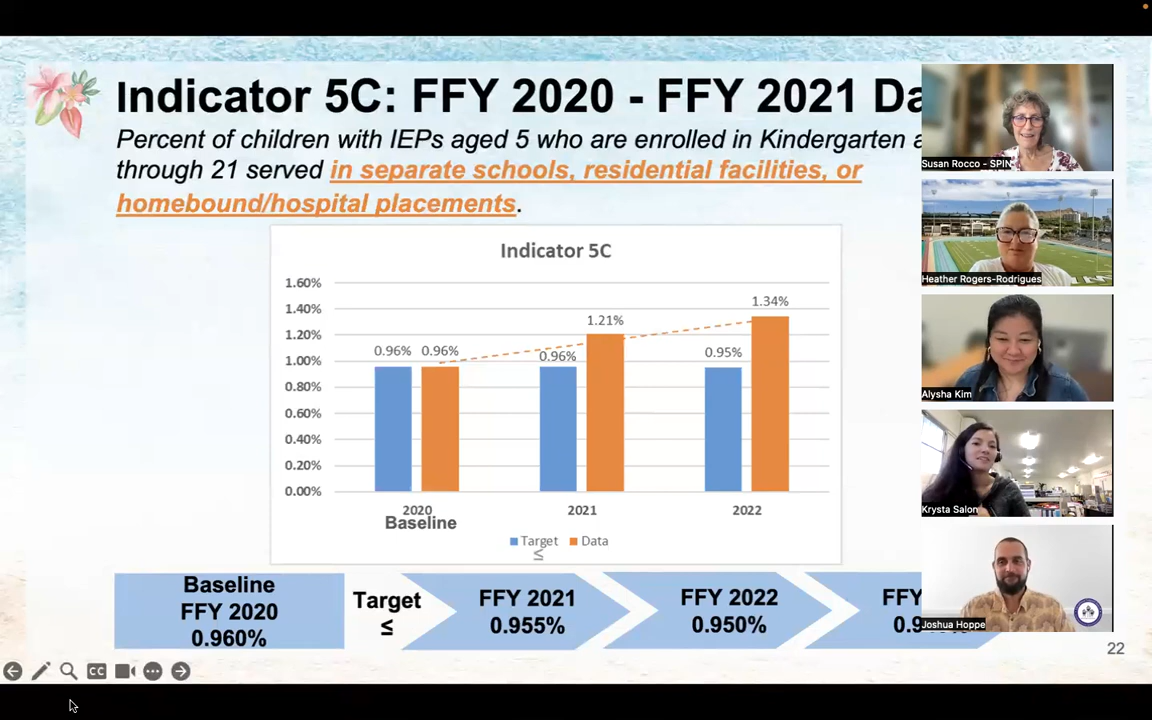 Indicator 5C: FFY 2020 - FFY 2021
Percent of children with IEPs aged 5 who are enrolled in Kindergarten
through 21 served in separate schools, residential facilities, or
homebound/hospital placements.
Indicator 5C
1.60%
1.40%
1.20%
1.00%
0.80%
0.60%
0.40%
0.20%
0.00%
0.96% 0.96%
0.96% 1.21%
0.95% 1.34%
2020 2021 2022
Baseline
Target Data
≤
Baseline
FFY 2020
0.960%
Target
≤
FFY 2021
0.955%
FFY 2022
0.950%
22
CC
Susan Rocco - SPIN
Heather Rogers-Rodrigues
Alysha Kim
Krysta Salon
Joshua Hoppe